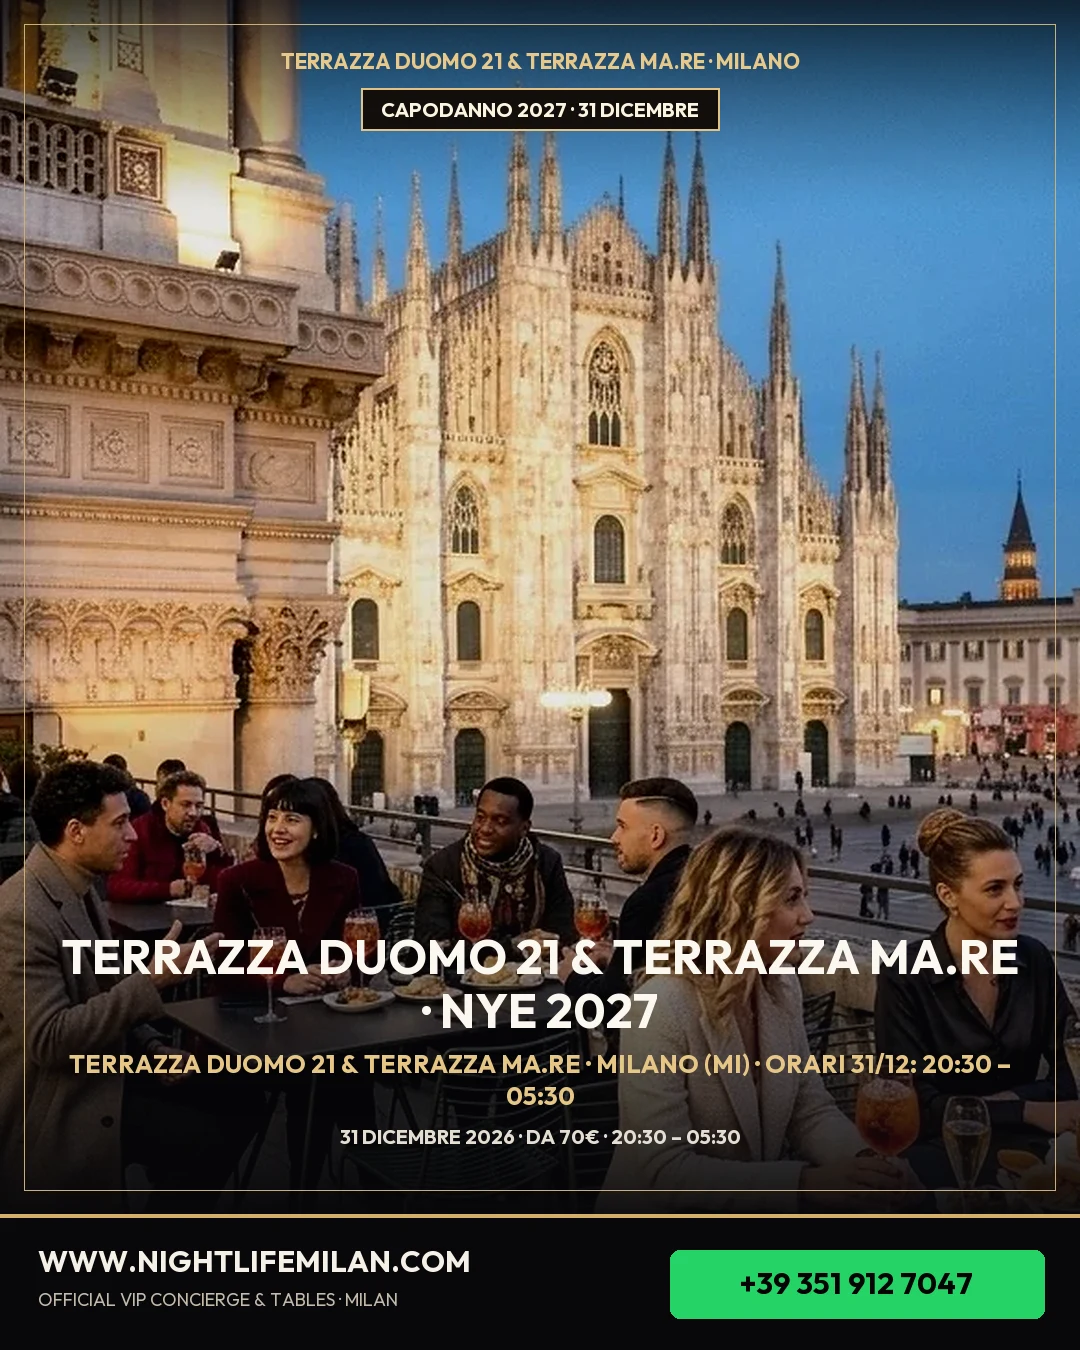 TERRAZZA DUOMO 21 & TERRAZZA MA.RE · MILANO
CAPODANNO 2027 · 31 DICEMBRE
TERRAZZA DUOMO 21 & TERRAZZA MA.RE
· NYE 2027
TERRAZZA DUOMO 21 & TERRAZZA MA.RE · MILANO (MI) · ORARI 31/12: 20:30 –
05:30
31 DICEMBRE 2026 · DA 70€ · 20:30 – 05:30
WWW.NIGHTLIFEMILAN.COM
OFFICIAL VIP CONCIERGE & TABLES · MILAN
+39 351 912 7047